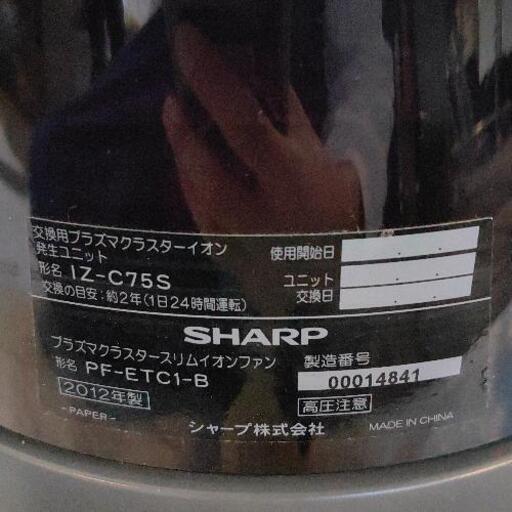 交換用プラズマクラスターイオン
発生ユニット
形名 IZ-C75S
交換の目安:約2年(1日24時間運転)
使用開始日
ユニット
交換日
SHARP
プラズマクラスタースリムイオンファン
形名 PF-ETC1-B
2012年製
-PAPER-
製造番号
00014841
高圧注意
シャープ株式会社
MADE IN CHINA